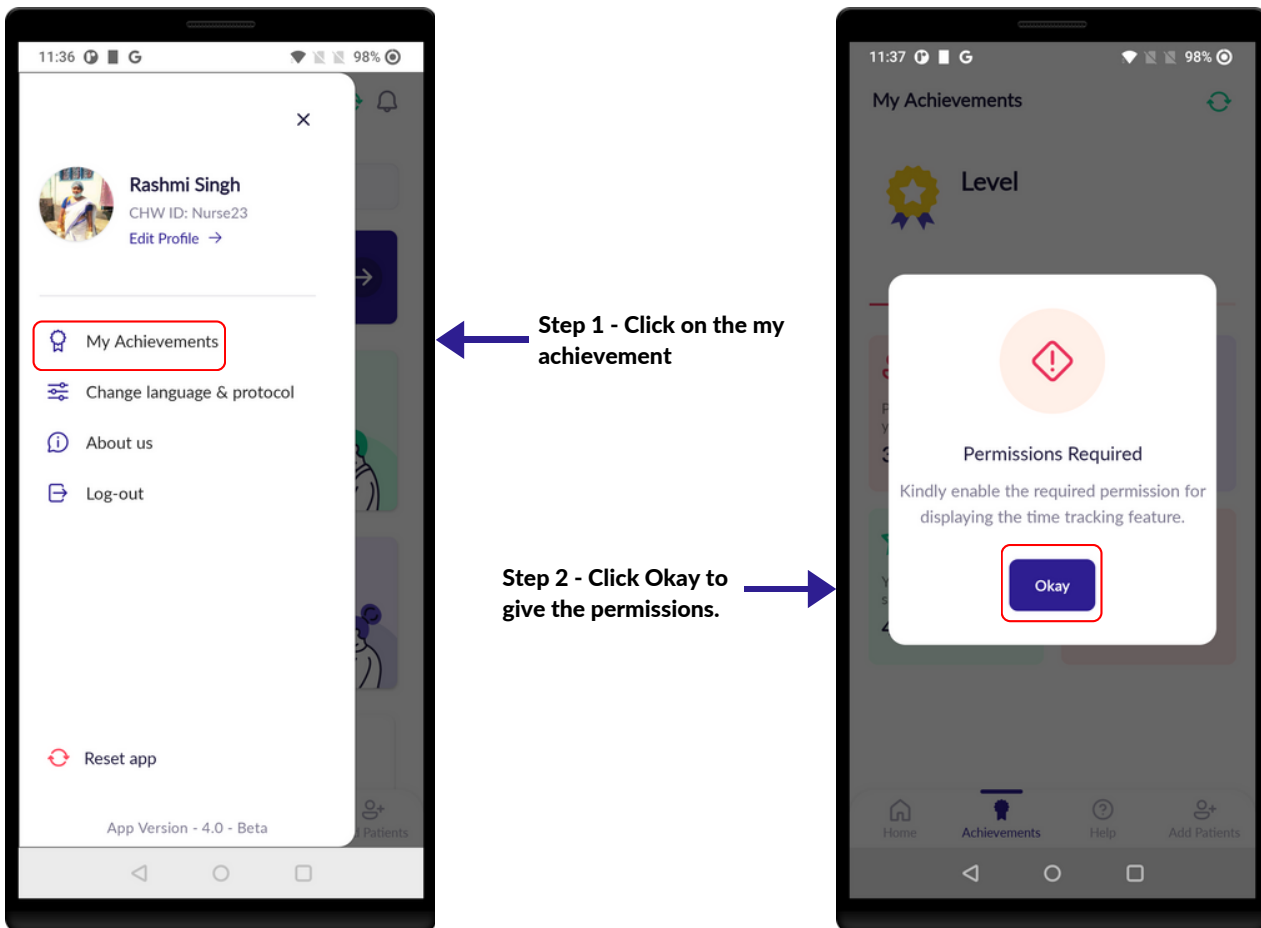 11:36 G 98%
Rashmi Singh
CHW ID: Nurse23
Edit Profile →
My Achievements
Change language & protocol
About us
Log-out
Reset app
App Version - 4.0 - Beta
Patients
Step 1 - Click on the my
achievement
Step 2 - Click Okay to
give the permissions.
11:37 G 98%
My Achievements
Level
Permissions Required
Kindly enable the required permission for
displaying the time tracking feature.
Okay
Home Achievements Help Add Patients